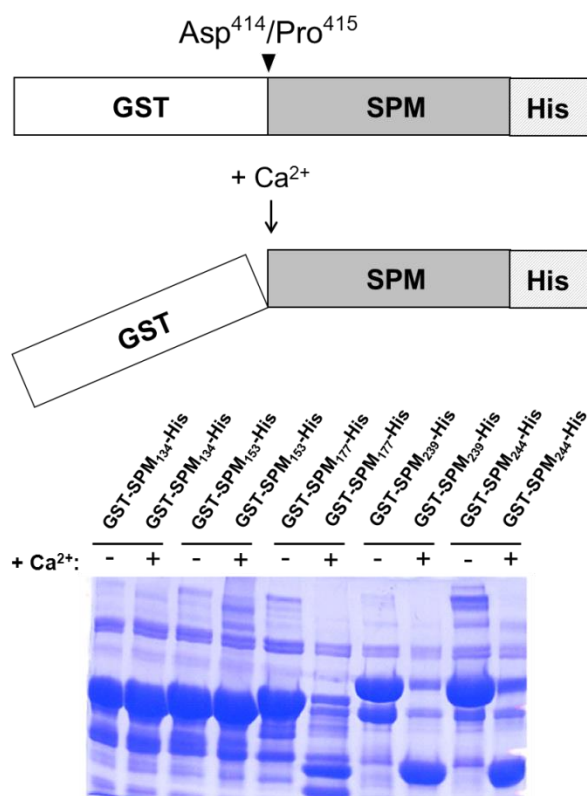 Asp⁴¹⁴/Pro⁴¹⁵
GST SPM His
+ Ca²⁺
GST SPM His
GST-SPM₁₃₄-His GST-SPM₁₃₄-His GST-SPM₁₅₃-His GST-SPM₁₅₃-His GST-SPM₁₇₇-His GST-SPM₁₇₇-His GST-SPM₂₃₉-His GST-SPM₂₃₉-His GST-SPM₂₄₄-His GST-SPM₂₄₄-His
+ Ca²⁺: - + - + - + - + - +